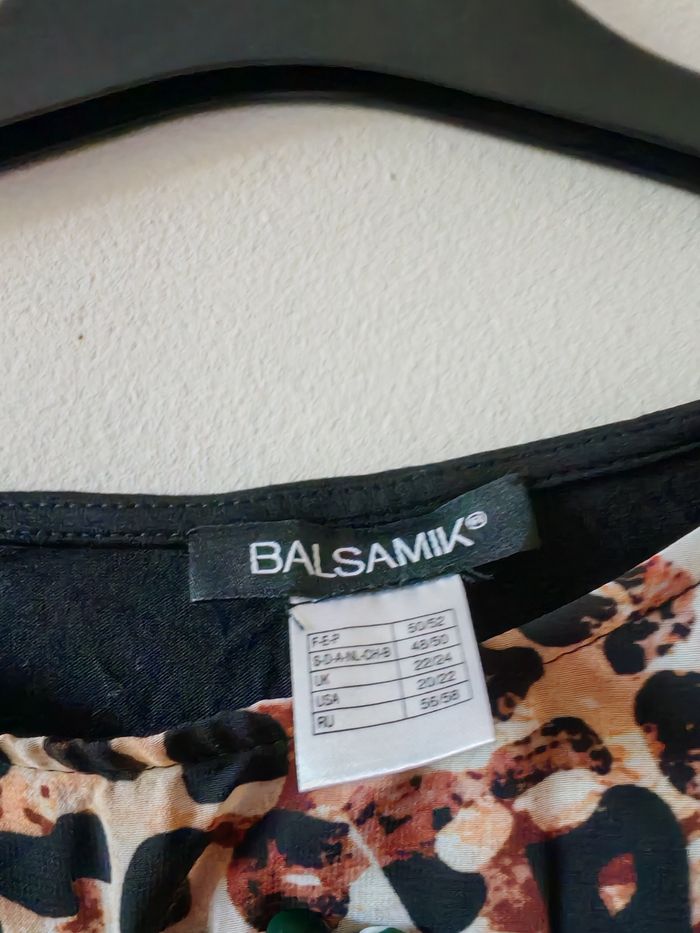 BALSAMIK®
F-E-P 50/52
S-D-A-NL-CH-B 48/50
UK 22/24
USA 20/22
RU 56/58